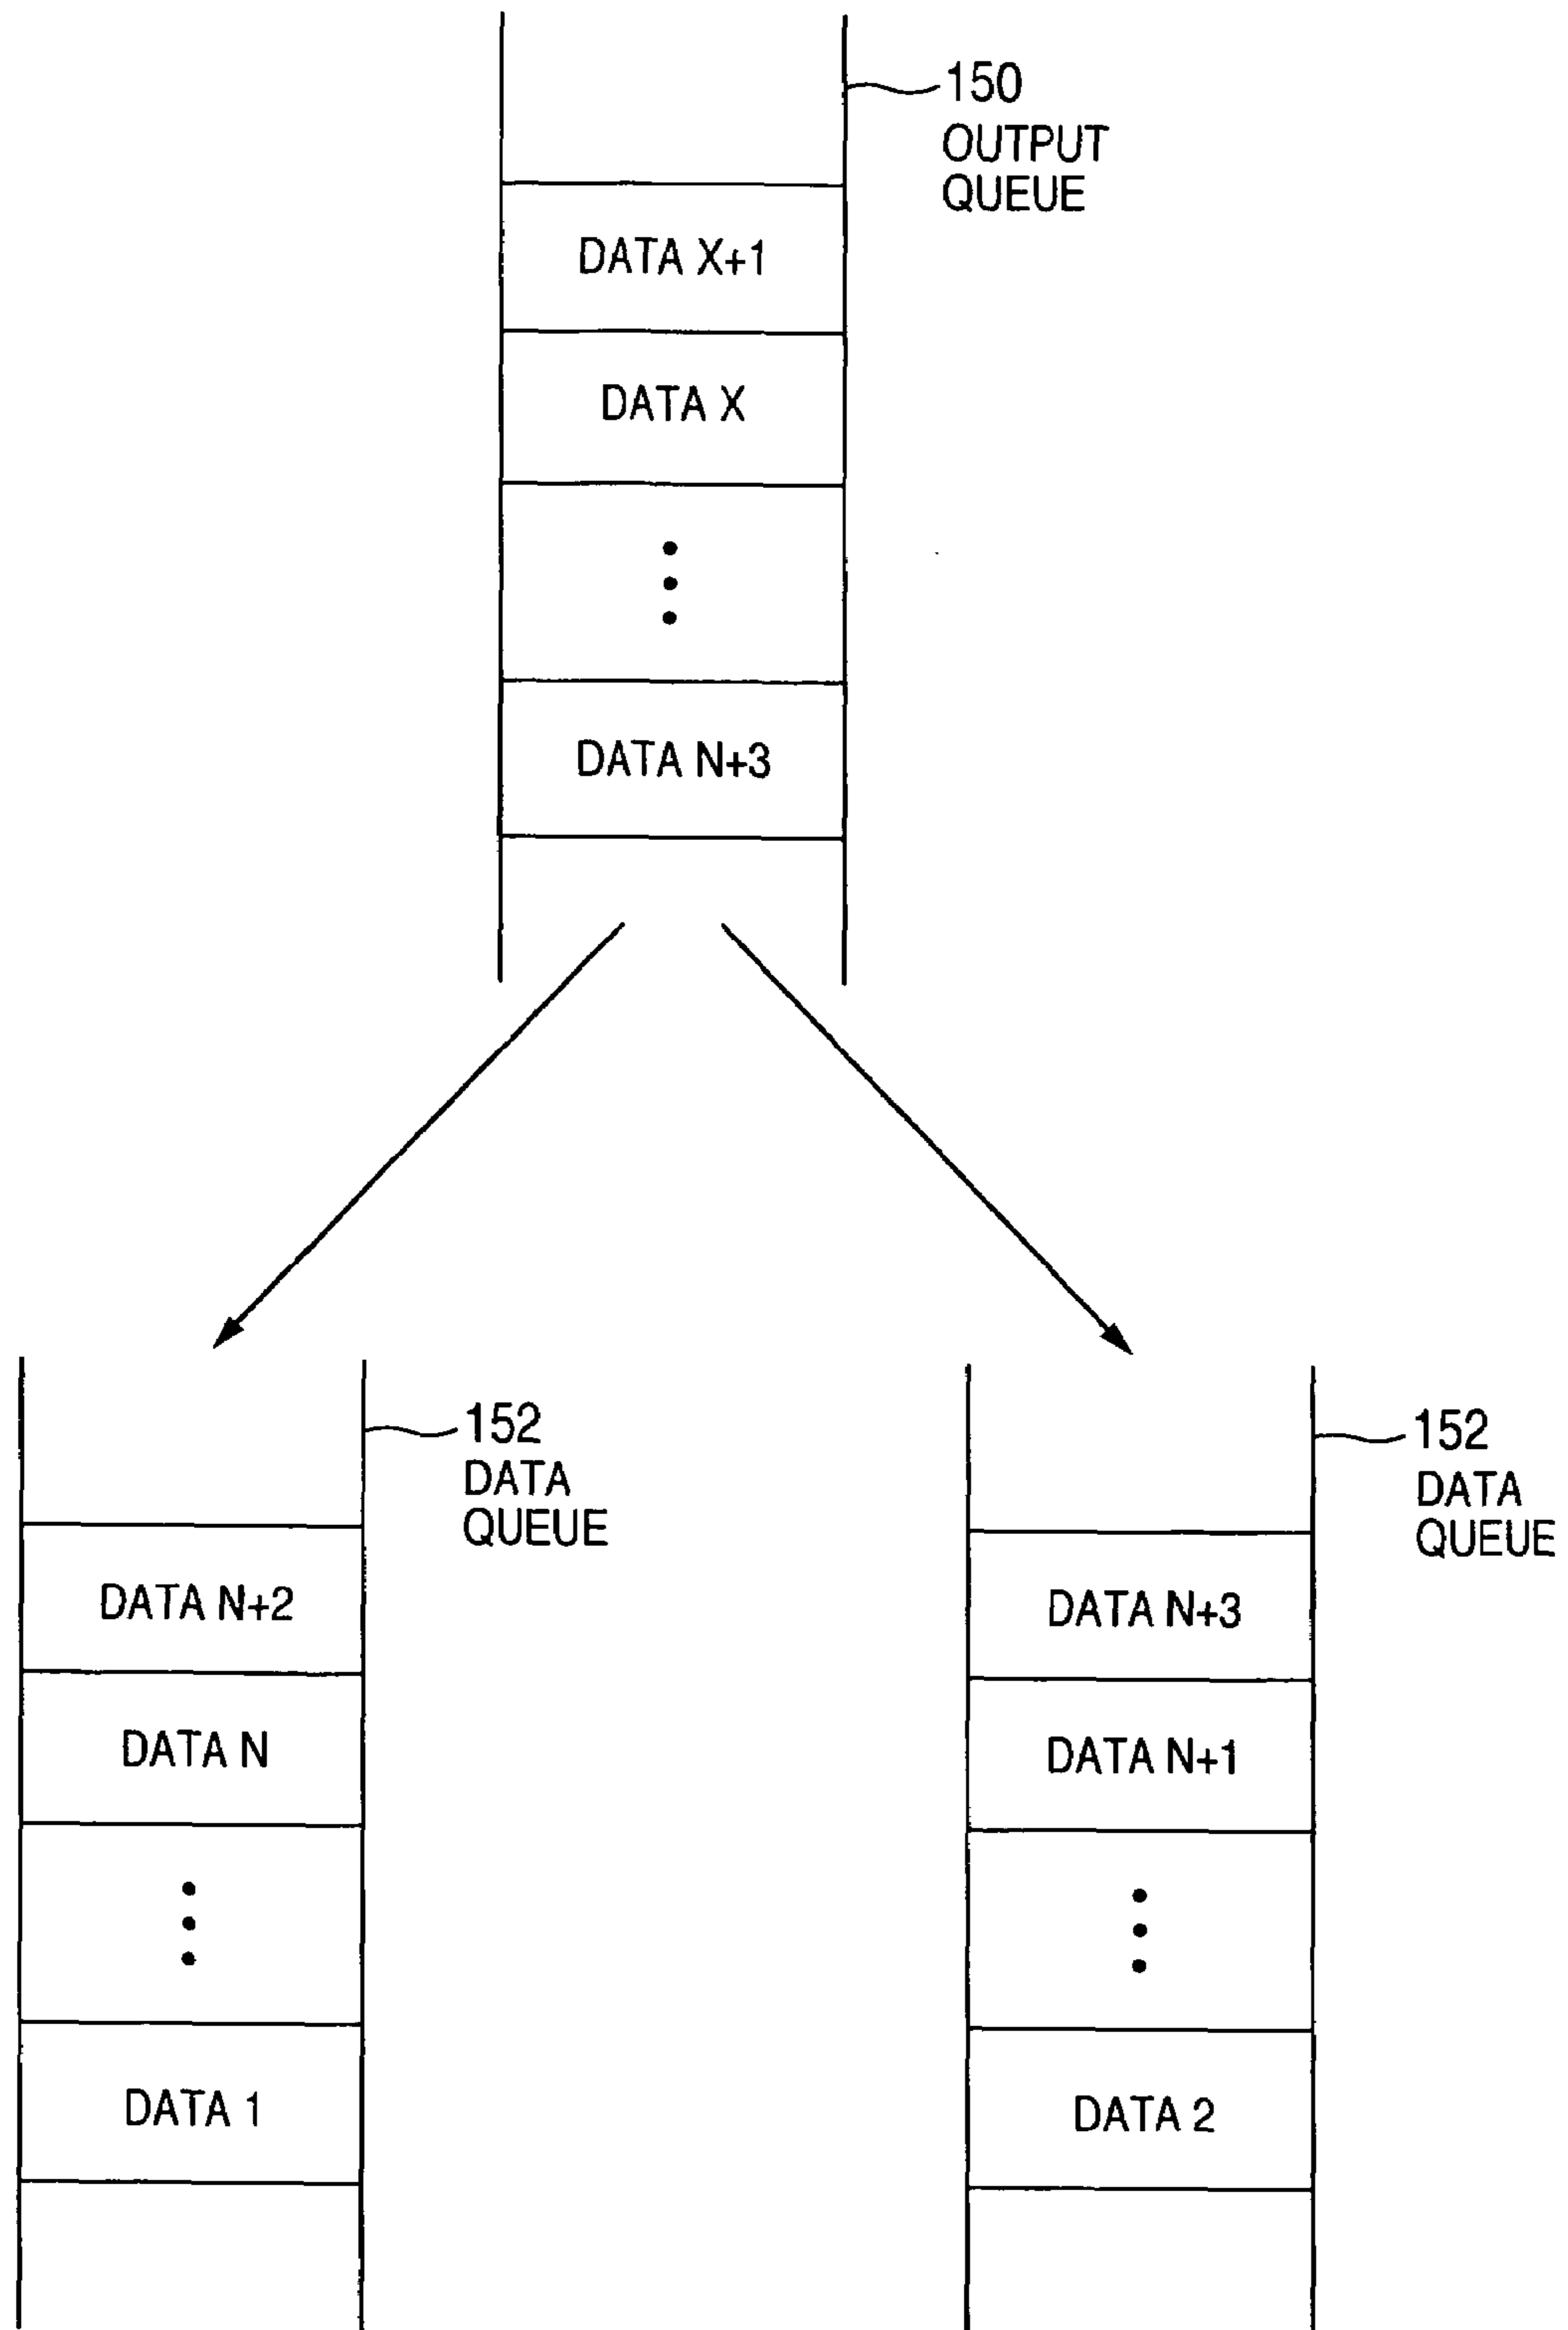 150
OUTPUT
QUEUE
DATA X+1
DATA X
DATA N+3
152
DATA
QUEUE
DATA N+2
DATA N
DATA 1
152
DATA
QUEUE
DATA N+3
DATA N+1
DATA 2